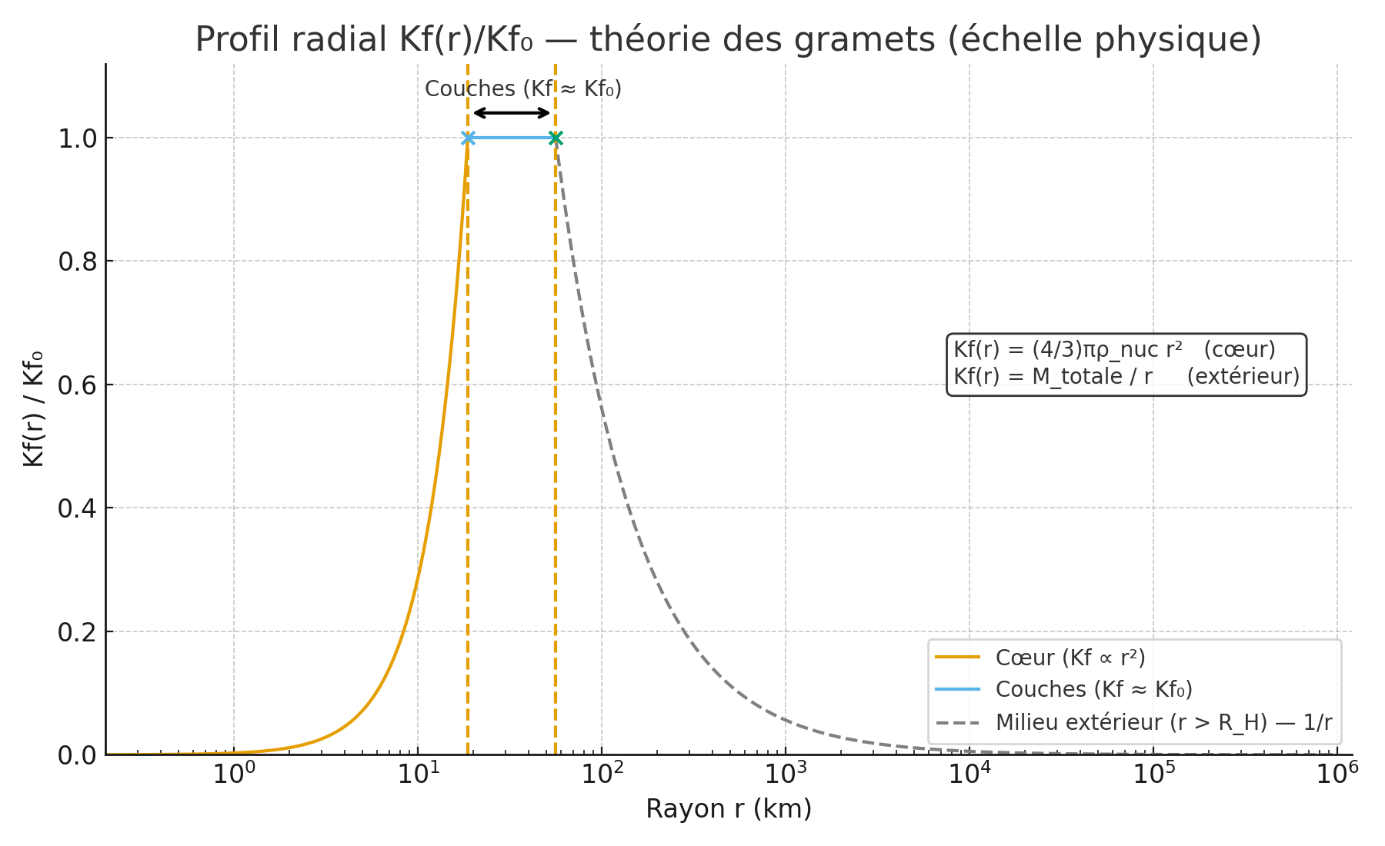 Profil radial Kf(r)/Kf₀ — théorie des gramets (échelle physique)
Couches (Kf ≈ Kf₀)
Kf(r) / Kf₀
1.0
0.8
0.6
0.4
0.2
0.0
Kf(r) = (4/3)πρ_nuc r² (cœur)
Kf(r) = M_totale / r (extérieur)
Cœur (Kf ∝ r²)
Couches (Kf ≈ Kf₀)
Milieu extérieur (r > R_H) — 1/r
10⁰ 10¹ 10² 10³ 10⁴ 10⁵ 10⁶
Rayon r (km)